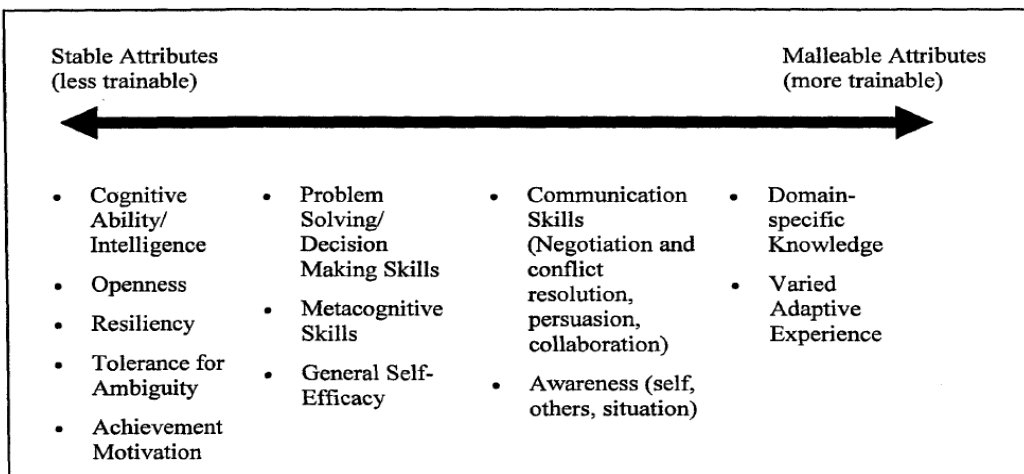 Stable Attributes
(less trainable)
Malleable Attributes
(more trainable)
• Cognitive
Ability/
Intelligence
• Openness
• Resiliency
• Tolerance for
Ambiguity
• Achievement
Motivation
• Problem
Solving/
Decision
Making Skills
• Metacognitive
Skills
• General Self-
Efficacy
• Communication
Skills
(Negotiation and
conflict
resolution,
persuasion,
collaboration)
• Awareness (self,
others, situation)
• Domain-
specific
Knowledge
• Varied
Adaptive
Experience